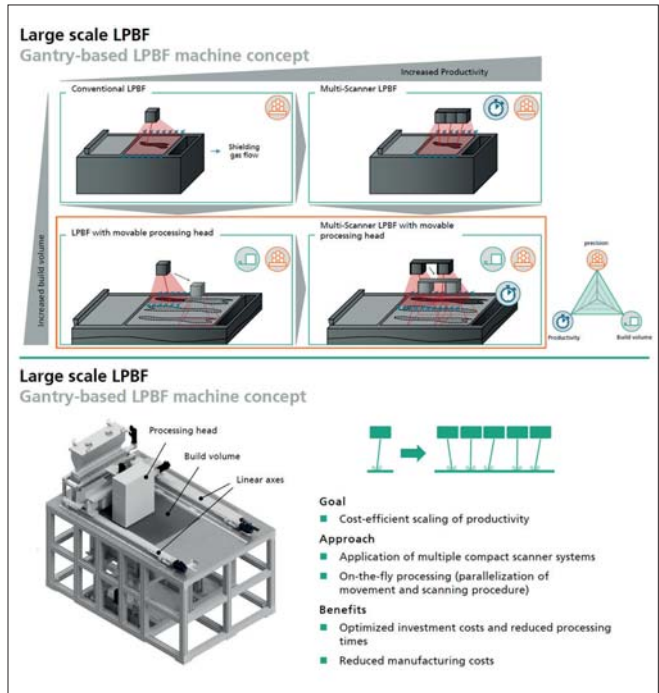 Large scale LPBF
Gantry-based LPBF machine concept
Increased Productivity
Conventional LPBF
Multi-Scanner LPBF
Shielding
gas flow
Increased build volume
LPBF with movable processing head
Multi-Scanner LPBF with movable
processing head
precision
Productivity
Build volume
Large scale LPBF
Gantry-based LPBF machine concept
Processing head
Build volume
Linear axes
Goal
Cost-efficient scaling of productivity
Approach
Application of multiple compact scanner systems
On-the-fly processing (parallelization of
movement and scanning procedure)
Benefits
Optimized investment costs and reduced processing
times
Reduced manufacturing costs